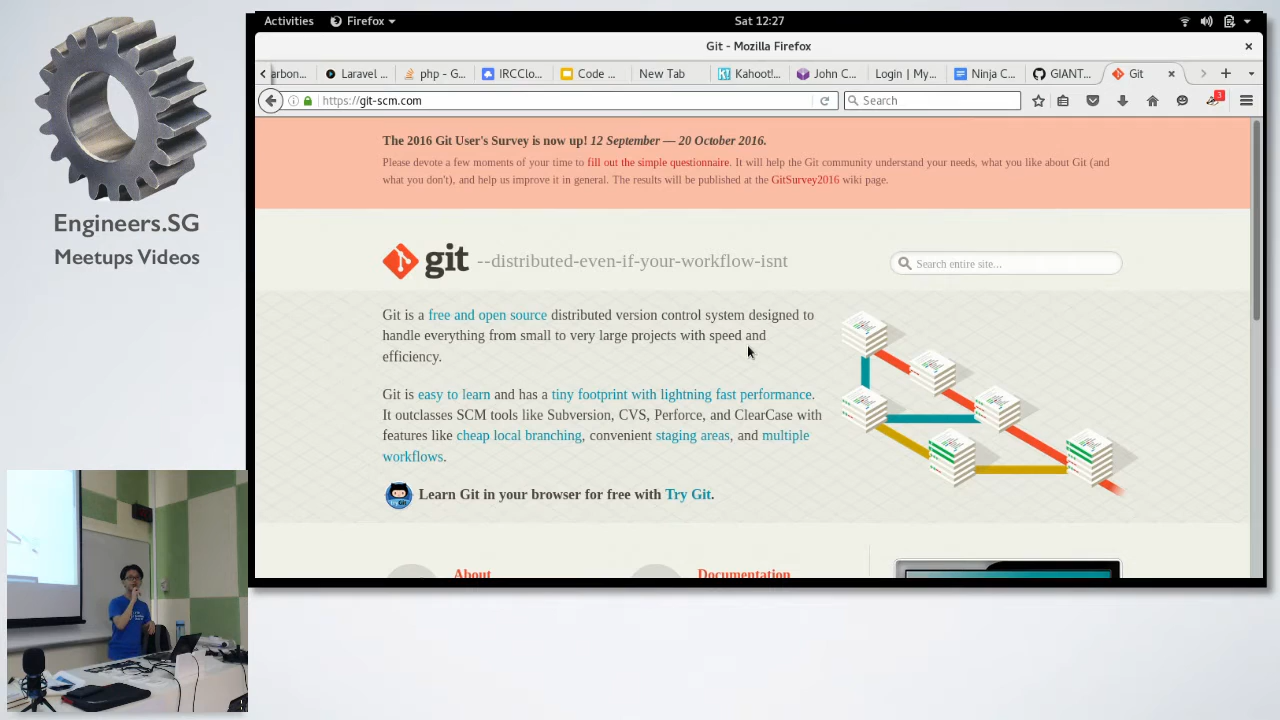 Activities
Firefox
Sat 12:27
Git - Mozilla Firefox
arbon...
Laravel ...
php - G...
IRCClo...
Code ...
New Tab
Kahoot!...
John C...
Login | My...
Ninja C...
GIANT...
Git
https://git-scm.com
Search
3
The 2016 Git User's Survey is now up! 12 September — 20 October 2016.
Please devote a few moments of your time to fill out the simple questionnaire. It will help the Git community understand your needs, what you like about Git (and
what you don't), and help us improve it in general. The results will be published at the GitSurvey2016 wiki page.
git --distributed-even-if-your-workflow-isnt
Search entire site...
Git is a free and open source distributed version control system designed to
handle everything from small to very large projects with speed and
efficiency.
Git is easy to learn and has a tiny footprint with lightning fast performance.
It outclasses SCM tools like Subversion, CVS, Perforce, and ClearCase with
features like cheap local branching, convenient staging areas, and multiple
workflows.
Learn Git in your browser for free with Try Git.
About
Documentation
Engineers.SG
Meetups Videos